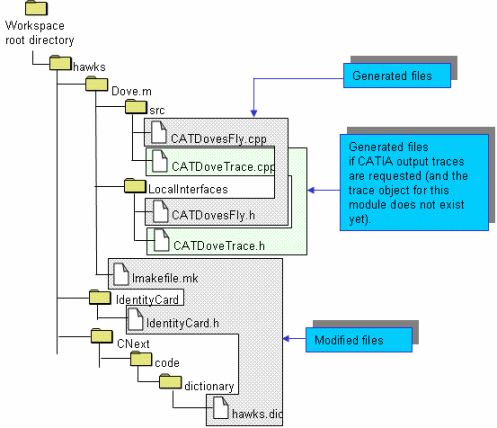 Workspace
root directory
hawks
Dove.m
src
CATDovesFly.cpp
CATDoveTrace.cpp
LocalInterfaces
CATDovesFly.h
CATDoveTrace.h
Imakefile.mk
IdentityCard
IdentityCard.h
CNext
code
dictionary
hawks.dic
Generated files
Generated files
if CATIA output traces
are requested (and the
trace object for this
module does not exist
yet).
Modified files